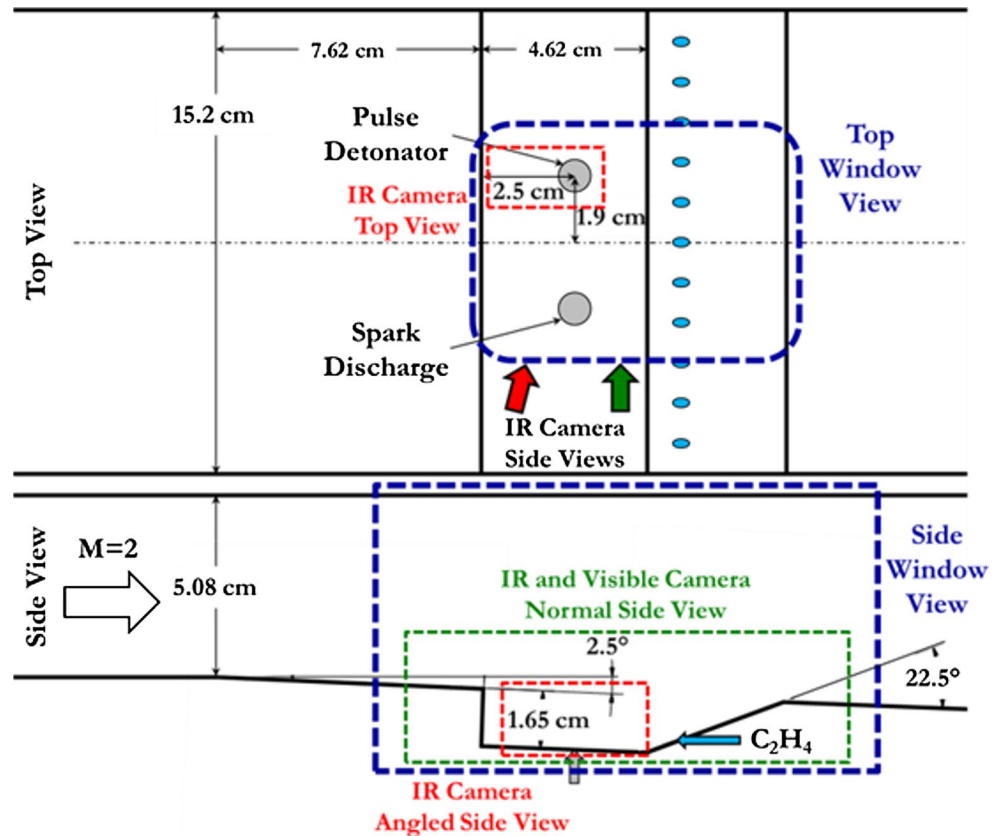 7.62 cm
4.62 cm
15.2 cm
Pulse
Detonator
Top
Window
View
IR Camera
Top View
2.5 cm
1.9 cm
Top View
Spark
Discharge
IR Camera
Side Views
Side View
M=2
5.08 cm
IR and Visible Camera
Normal Side View
Side
Window
View
2.5°
22.5°
1.65 cm
C₂H₄
IR Camera
Angled Side View